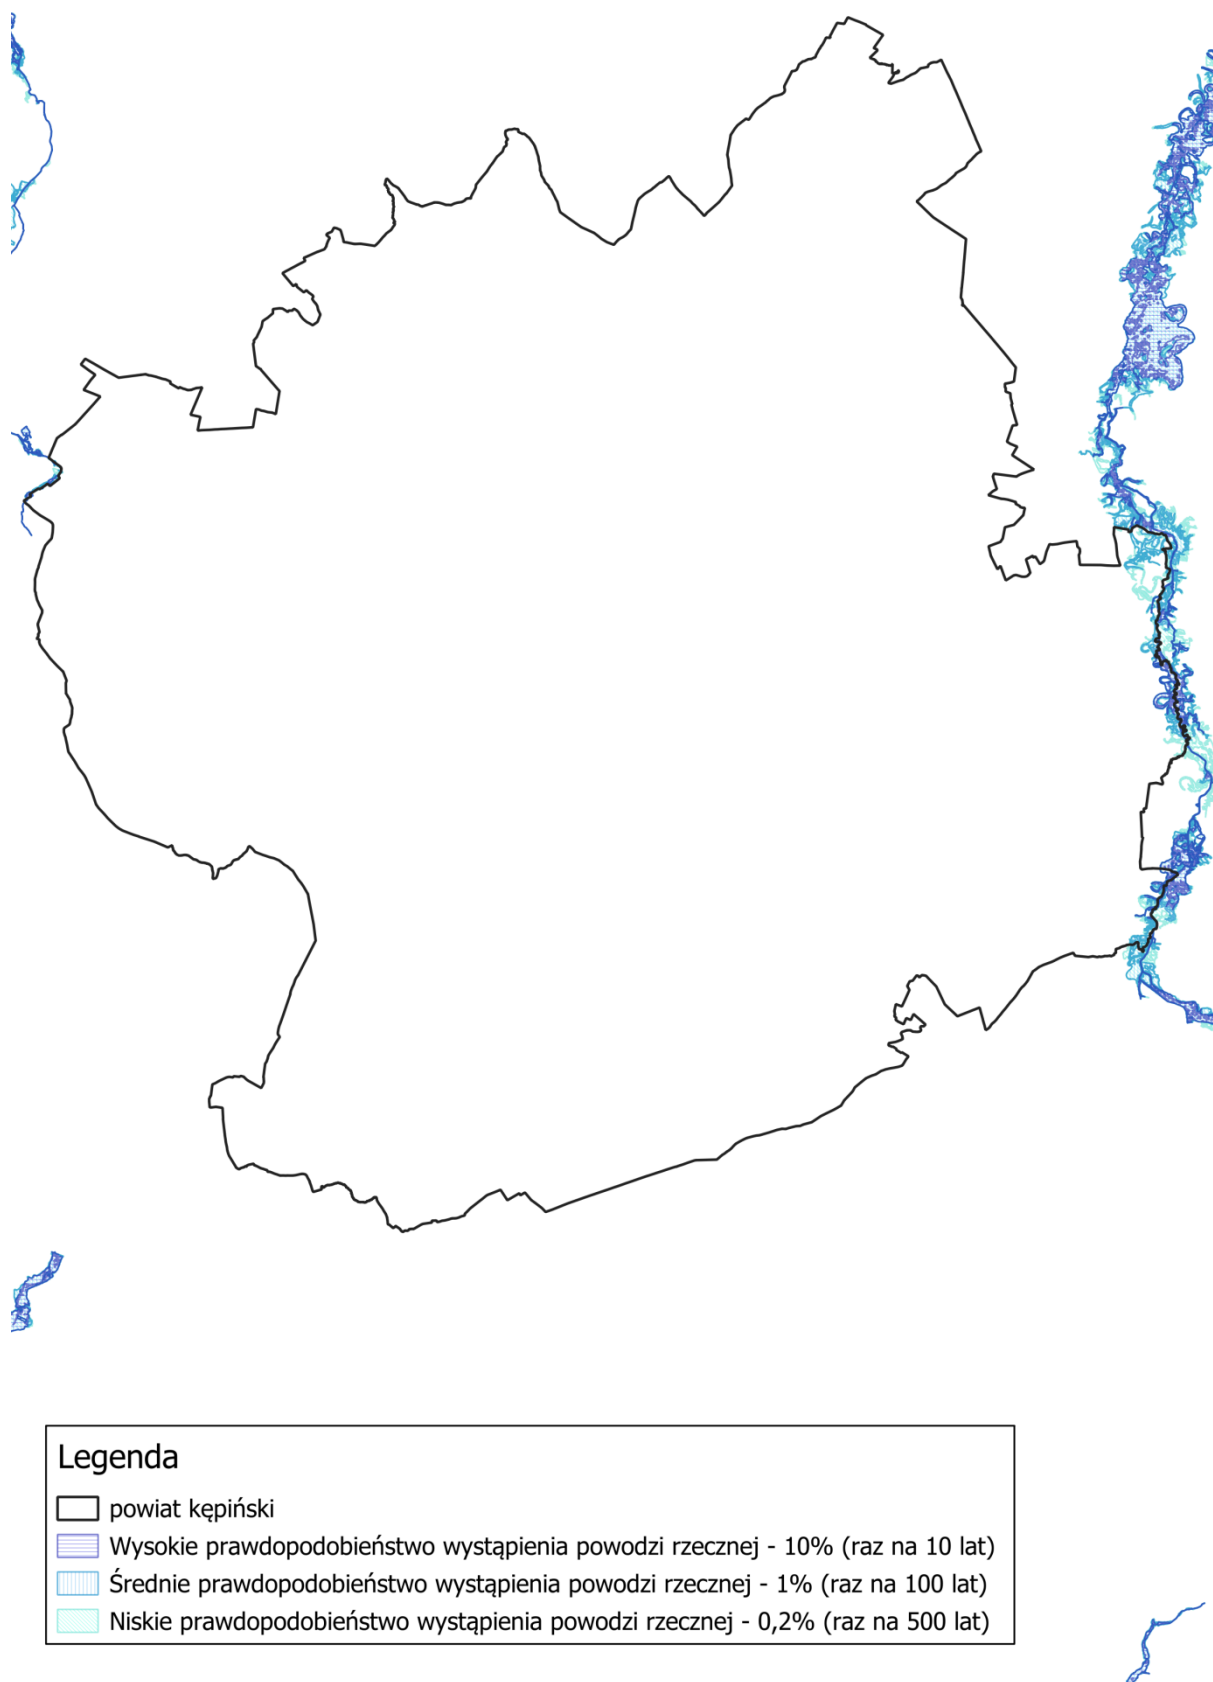 Legenda
powiat kępiński
Wysokie prawdopodobieństwo wystąpienia powodzi rzecznej - 10% (raz na 10 lat)
Średnie prawdopodobieństwo wystąpienia powodzi rzecznej - 1% (raz na 100 lat)
Niskie prawdopodobieństwo wystąpienia powodzi rzecznej - 0,2% (raz na 500 lat)